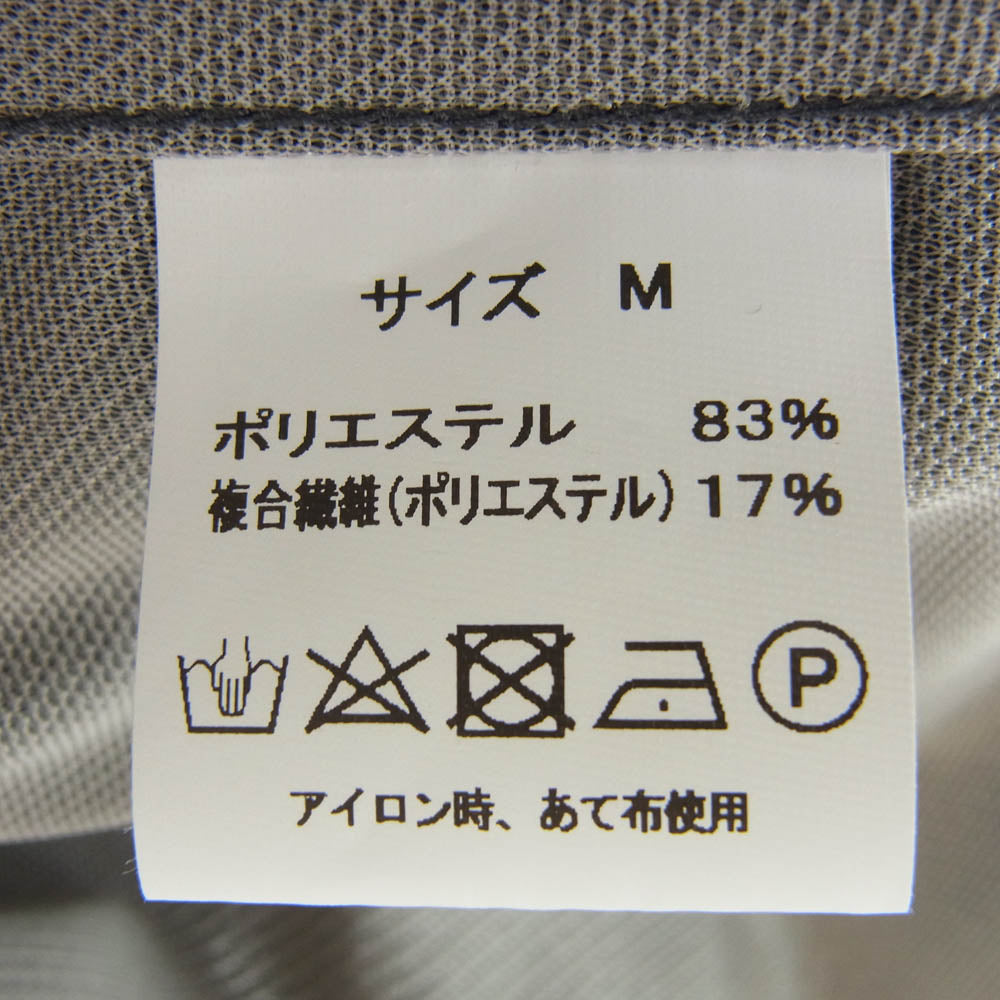 サイズ M
ポリエステル 83%
複合繊維(ポリエステル) 17%
P
アイロン時、あて布使用